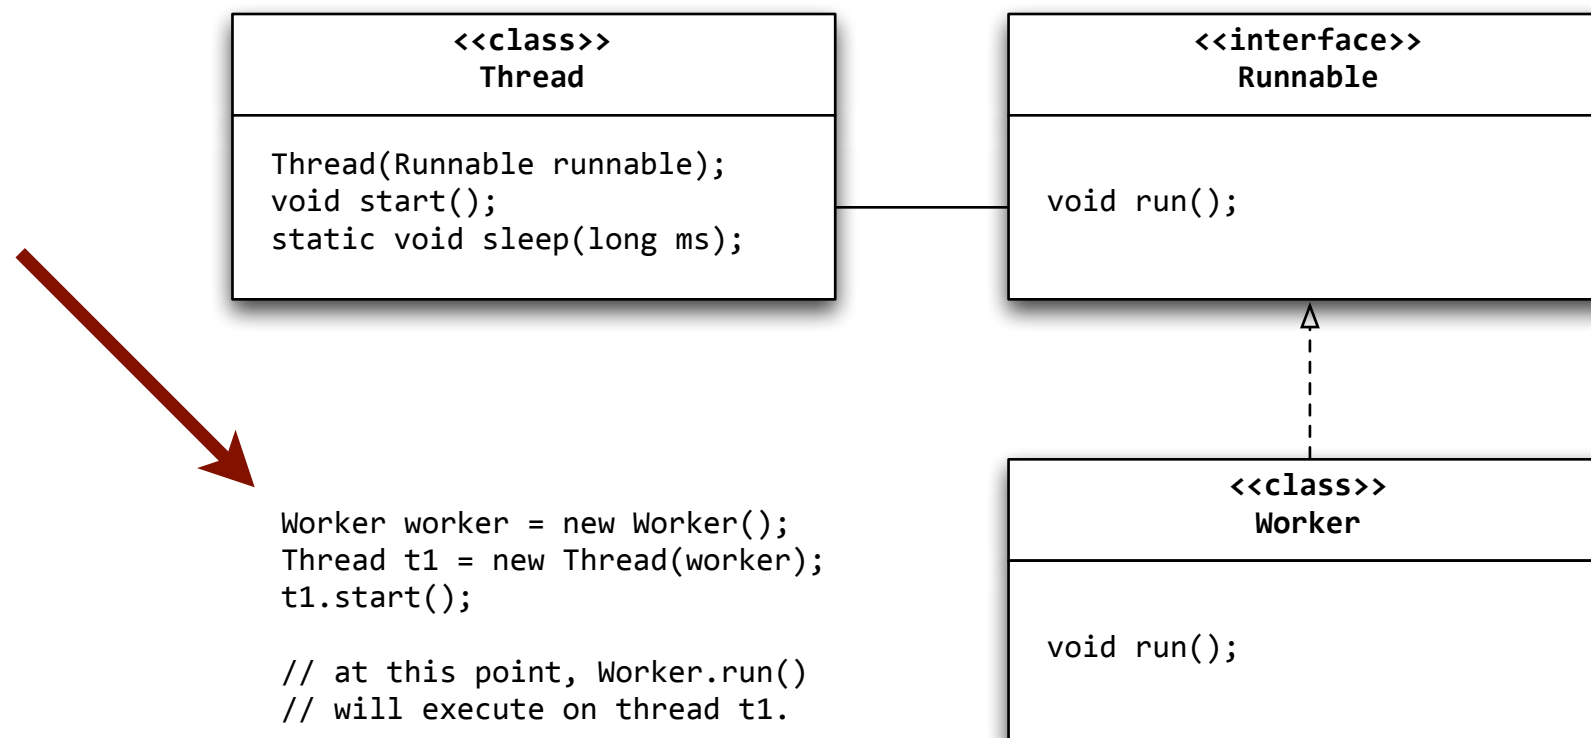 <<class>>
Thread
Thread(Runnable runnable);
void start();
static void sleep(long ms);
<<interface>>
Runnable
void run();
Worker worker = new Worker();
Thread t1 = new Thread(worker);
t1.start();
// at this point, Worker.run()
// will execute on thread t1.
<<class>>
Worker
void run();